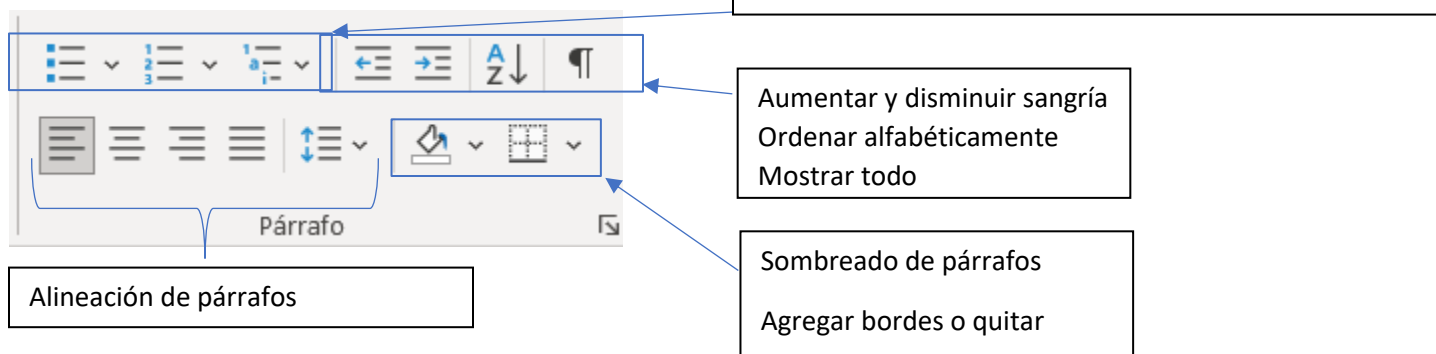 Aumentar y disminuir sangría
Ordenar alfabéticamente
Mostrar todo
Párrafo
Sombreado de párrafos
Agregar bordes o quitar
Alineación de párrafos